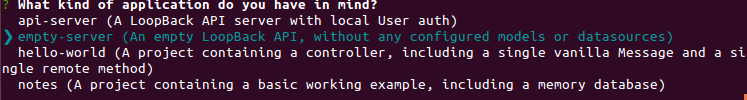 ? What kind of application do you have in mind?
api-server (A LoopBack API server with local User auth)
❯ empty-server (An empty LoopBack API, without any configured models or datasources)
hello-world (A project containing a controller, including a single vanilla Message and a si
ngle remote method)
notes (A project containing a basic working example, including a memory database)